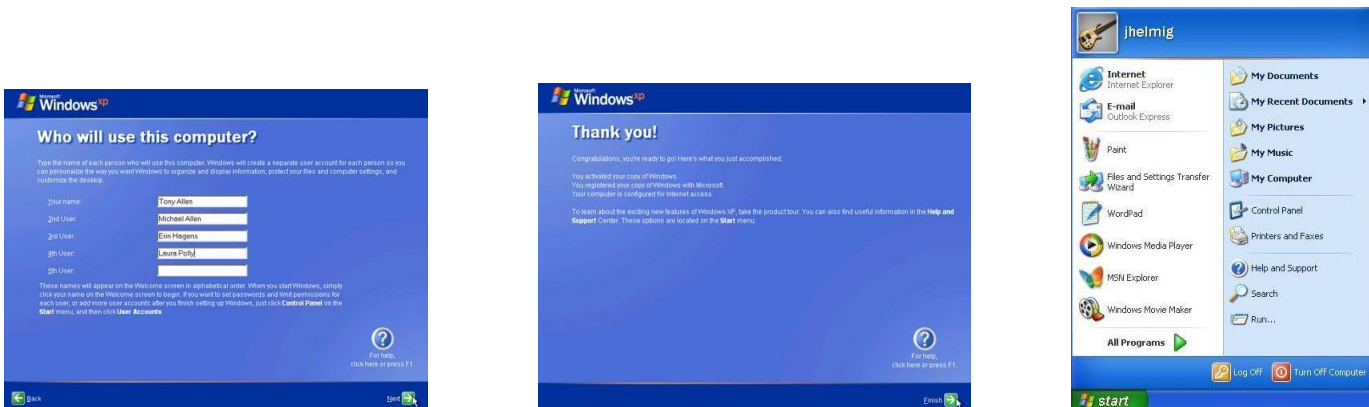 Microsoft
Windows xp
Who will use this computer?
Type the name of each person who will use this computer. Windows will create a separate user account for each person so you
can personalize the way you want Windows to organize and display information, protect your files and computer settings, and
customize the desktop.
Your name: Tony Allen
2nd User: Michael Allen
3rd User: Erin Hagens
4th User: Laura Polly
5th User:
These names will appear on the Welcome screen in alphabetical order. When you start Windows, simply
click your name on the Welcome screen to begin. If you want to set passwords and limit permissions for
each user, or add more user accounts after you finish setting up Windows, just click Control Panel on the
Start menu, and then click User Accounts.
For help,
click here or press F1.
Back
Next
Microsoft
Windows xp
Thank you!
Congratulations, you're ready to go! Here's what you just accomplished:
You activated your copy of Windows.
You registered your copy of Windows with Microsoft.
Your computer is configured for Internet access.
To learn about the exciting new features of Windows XP, take the product tour. You can also find useful information in the Help and
Support Center. These options are located on the Start menu.
For help,
click here or press F1.
Finish
jhelmig
Internet
Internet Explorer
E-mail
Outlook Express
Paint
Files and Settings Transfer
Wizard
WordPad
Windows Media Player
MSN Explorer
Windows Movie Maker
All Programs
My Documents
My Recent Documents
My Pictures
My Music
My Computer
Control Panel
Printers and Faxes
Help and Support
Search
Run...
Log Off
Turn Off Computer
start